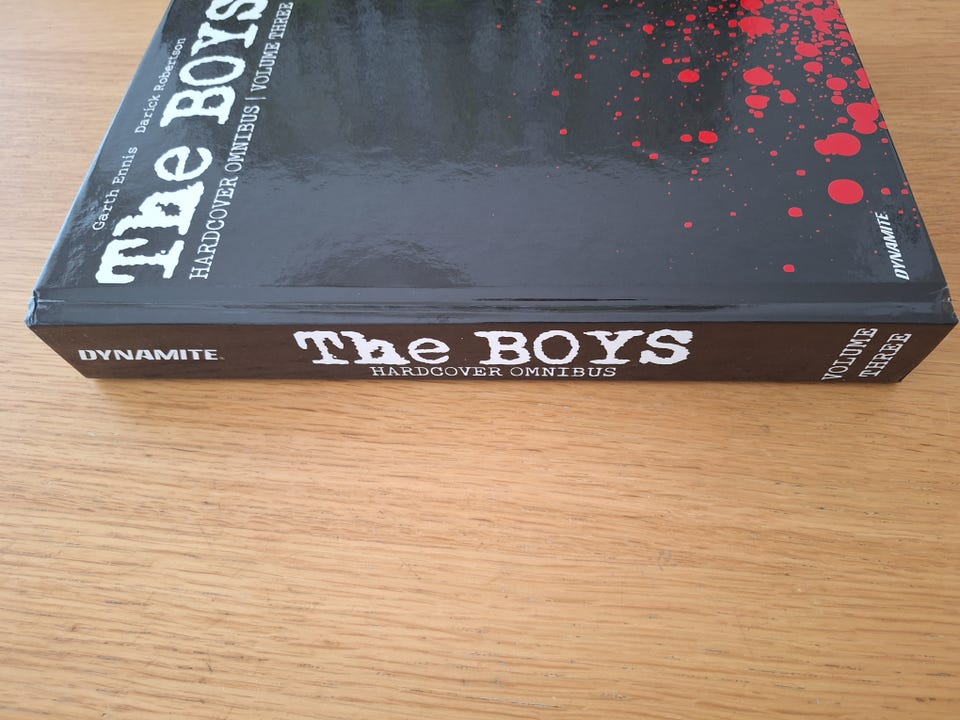 Garth Ennis Darick Robertson
The BOYS
HARDCOVER OMNIBUS | VOLUME THREE
DYNAMITE
DYNAMITE
The BOYS
HARDCOVER OMNIBUS
VOLUME
THREE